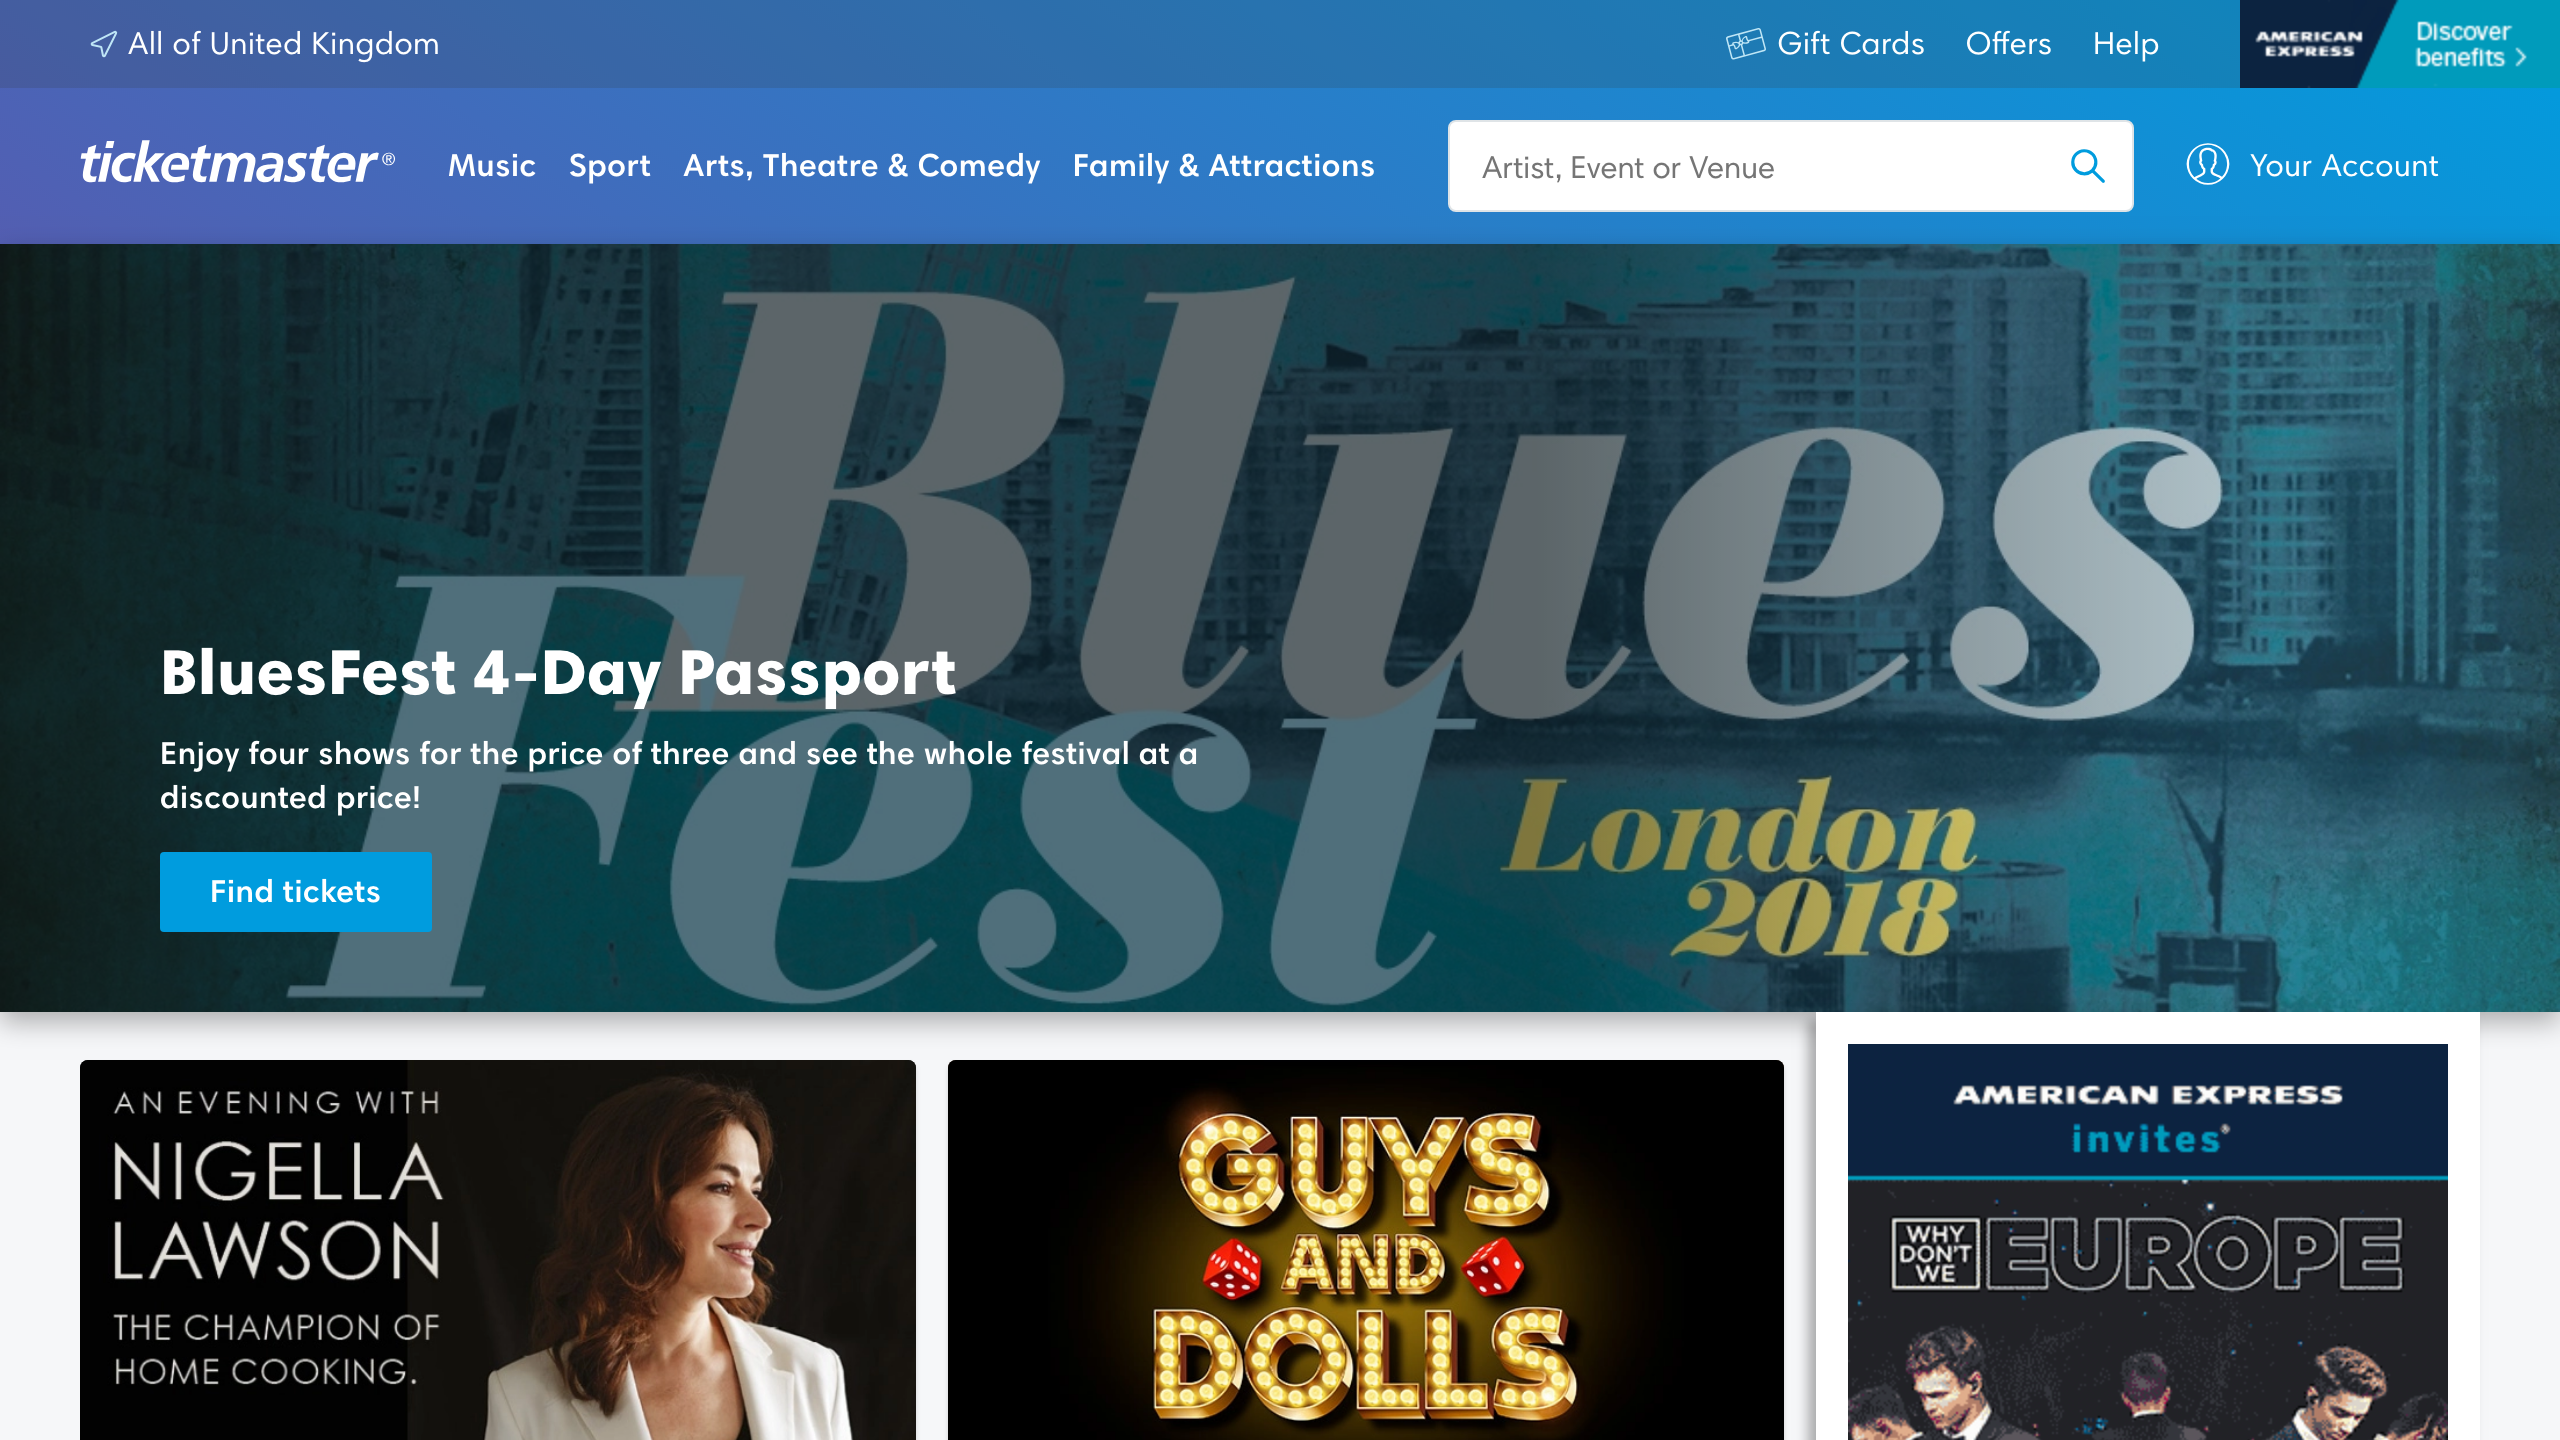 All of United Kingdom
Gift Cards
Offers
Help
AMERICAN
EXPRESS
Discover
benefits >
ticketmaster®
Music
Sport
Arts, Theatre & Comedy
Family & Attractions
Artist, Event or Venue
Your Account
Blues
Fest
London
2018
BluesFest 4-Day Passport
Enjoy four shows for the price of three and see the whole festival at a
discounted price!
Find tickets
AN EVENING WITH
NIGELLA
LAWSON
THE CHAMPION OF
HOME COOKING.
GUYS
AND
DOLLS
AMERICAN EXPRESS
invites®
WHY
DON'T
WE
EUROPE